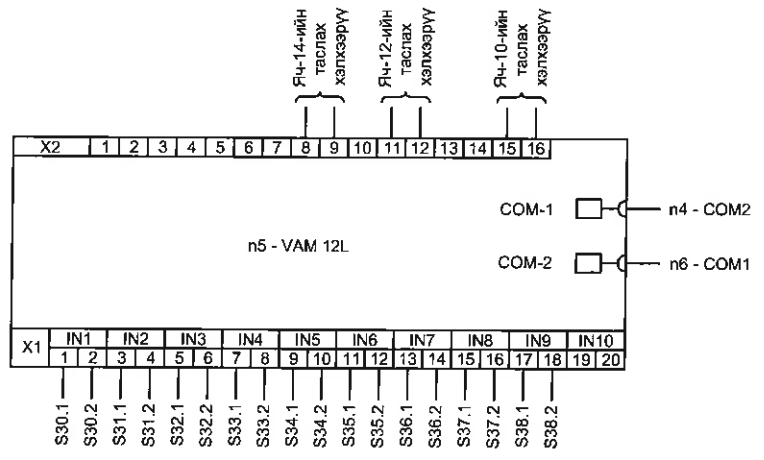 Яч-14-ийн
таслах
хэлхээрүү
Яч-12-ийн
таслах
хэлхээрүү
Яч-10-ийн
таслах
хэлхээрүү
X2 1 2 3 4 5 6 7 8 9 10 11 12 13 14 15 16
COM-1 n4 - COM2
n5 - VAM 12L
COM-2 n6 - COM1
X1 IN1 IN2 IN3 IN4 IN5 IN6 IN7 IN8 IN9 IN10
1 2 3 4 5 6 7 8 9 10 11 12 13 14 15 16 17 18 19 20
S30.1
S30.2
S31.1
S31.2
S32.1
S32.2
S33.1
S33.2
S34.1
S34.2
S35.1
S35.2
S36.1
S36.2
S37.1
S37.2
S38.1
S38.2